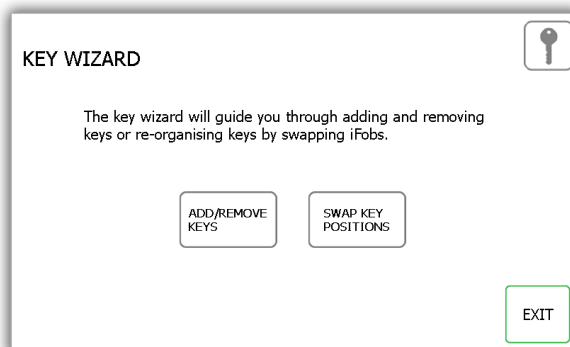 KEY WIZARD
The key wizard will guide you through adding and removing
keys or re-organising keys by swapping iFobs.
ADD/REMOVE
KEYS
SWAP KEY
POSITIONS
EXIT